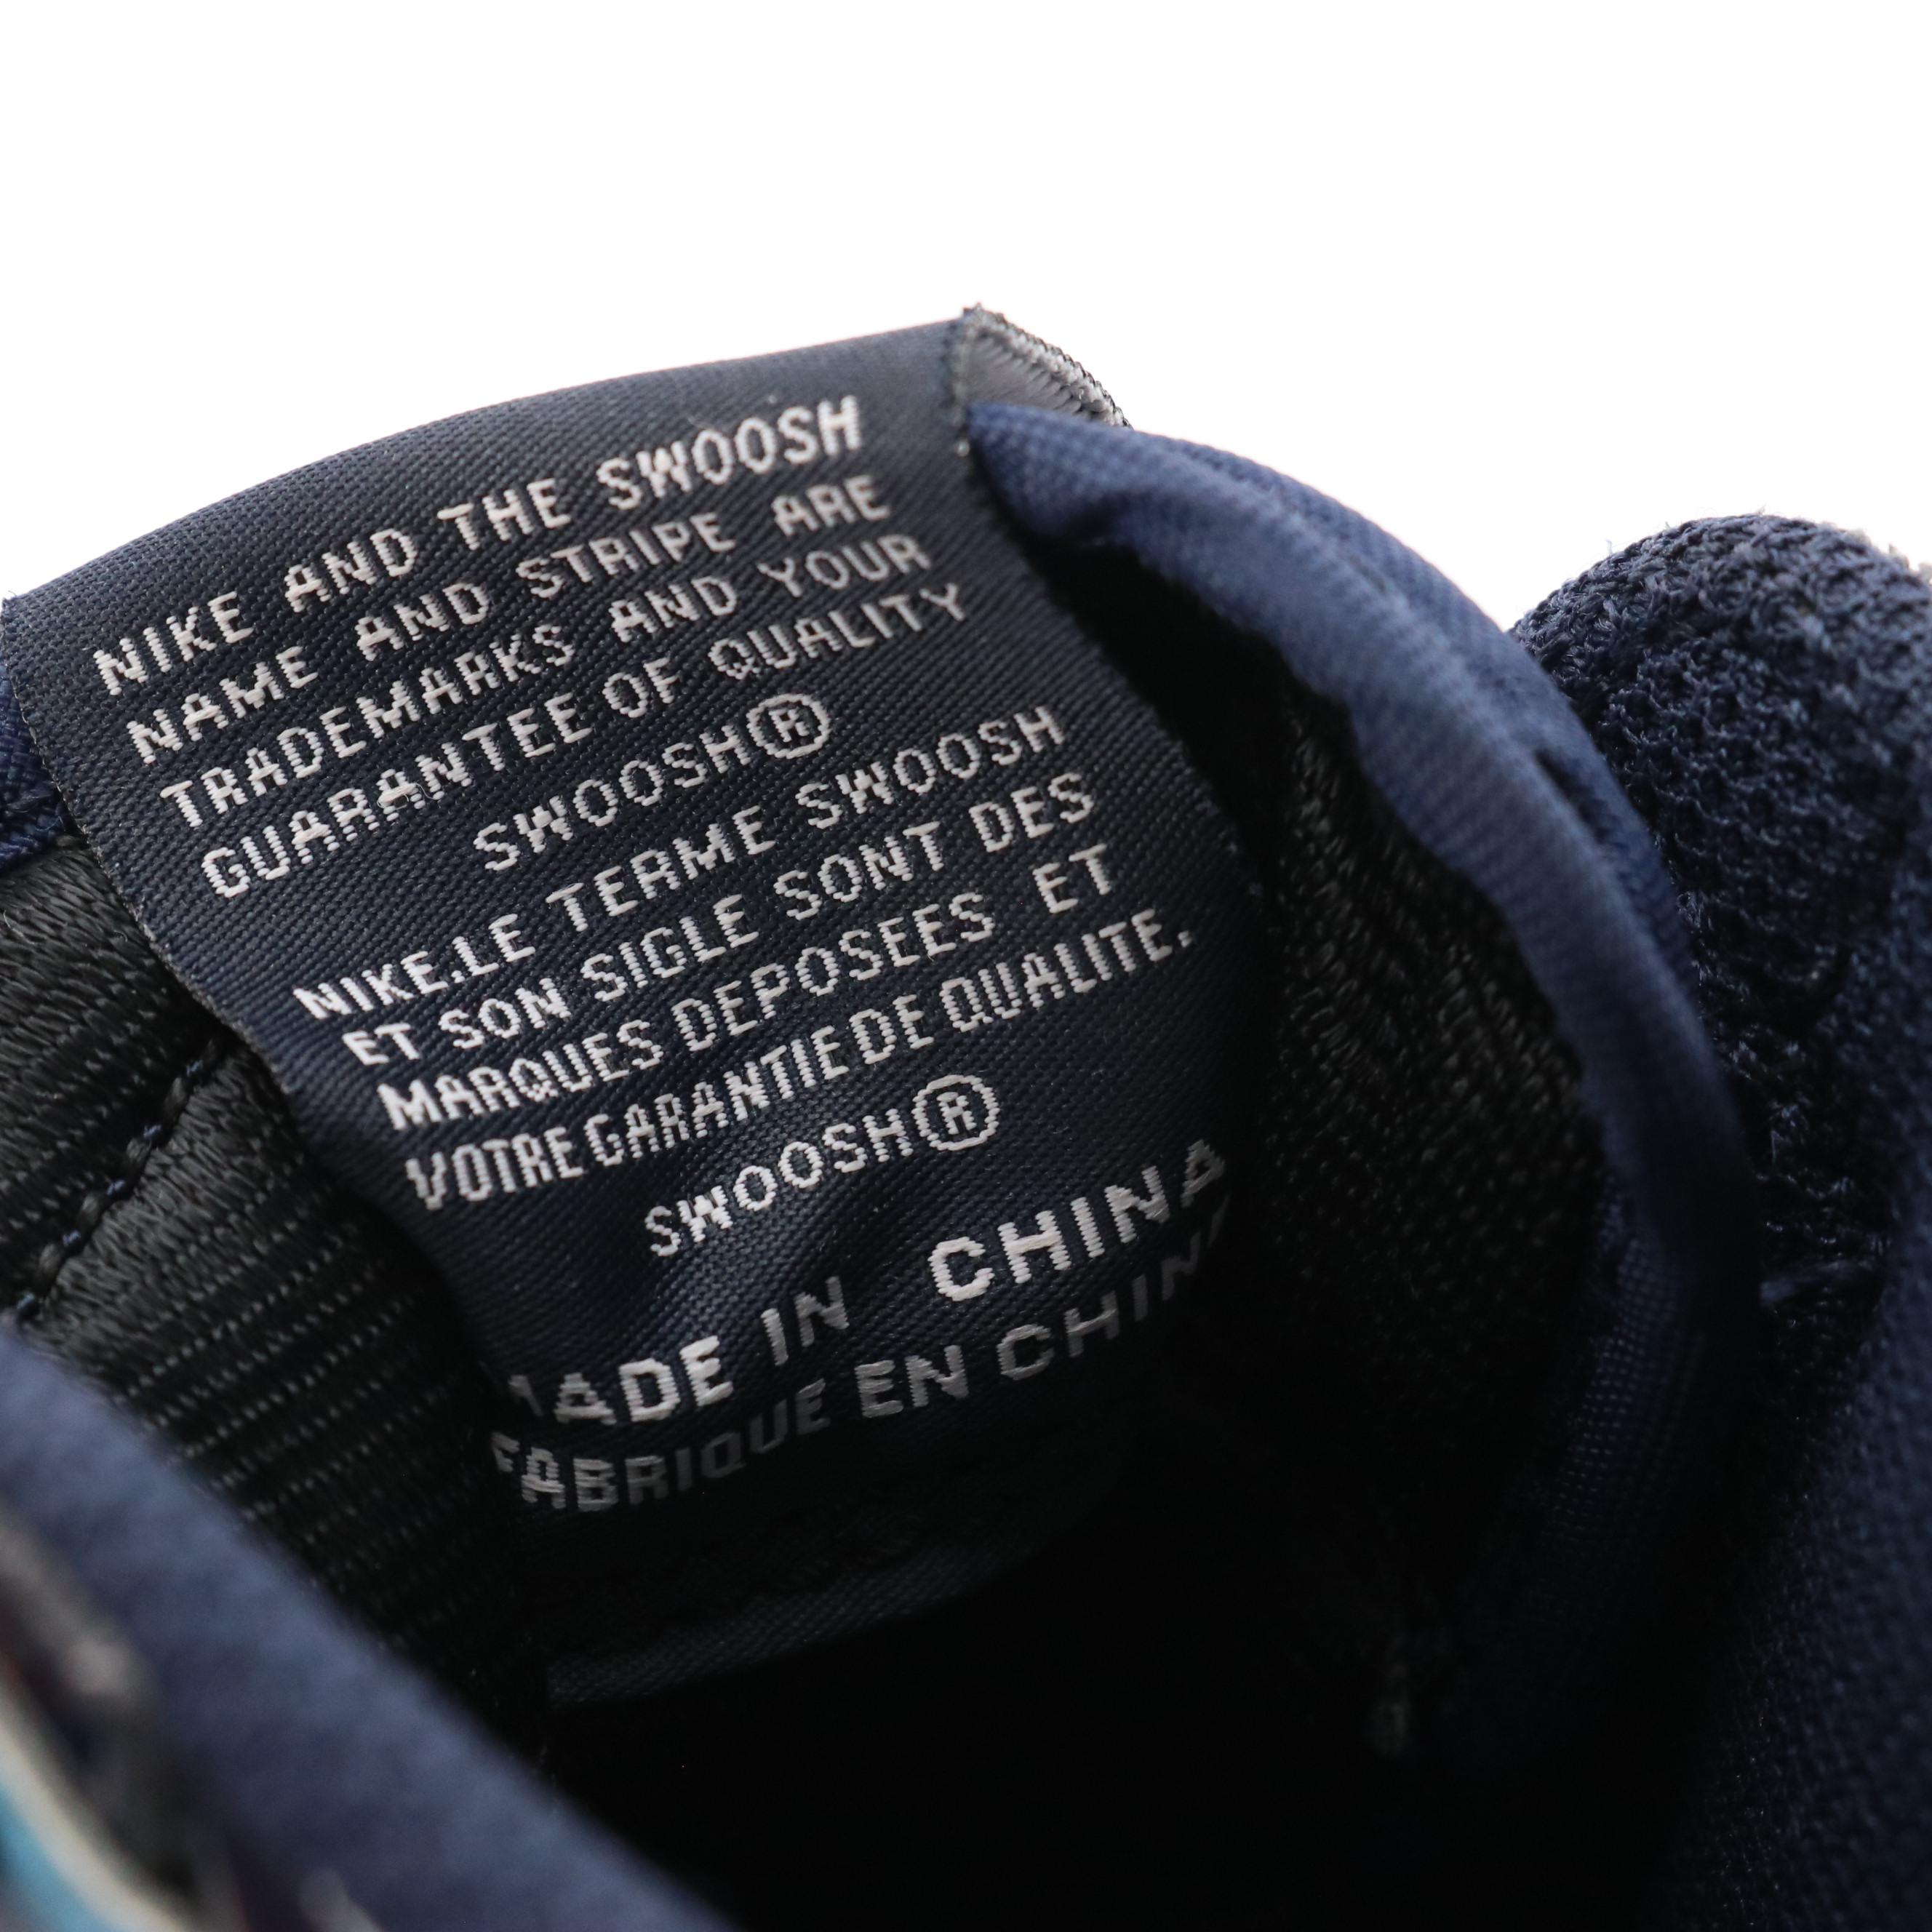 NIKE AND THE SWOOSH
NAME AND STRIPE ARE
TRADEMARKS AND YOUR
GUARANTEE OF QUALITY
SWOOSH®
NIKE.LE TERME SWOOSH
ET SON SIGLE SONT DES
MARQUES DEPOSEES ET
VOTRE GARANTIE DE QUALITE.
SWOOSH®
MADE IN CHINA
FABRIQUE EN CHINA